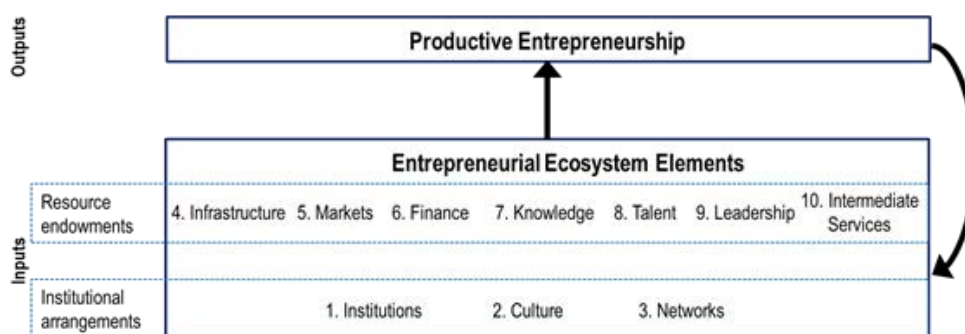 Outputs
Productive Entrepreneurship
Inputs
Entrepreneurial Ecosystem Elements
Resource
endowments
4. Infrastructure
5. Markets
6. Finance
7. Knowledge
8. Talent
9. Leadership
10. Intermediate
Services
Institutional
arrangements
1. Institutions
2. Culture
3. Networks